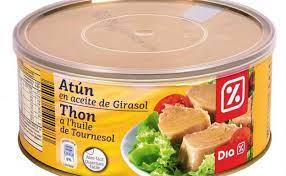 Atún
en aceite de Girasol
Thon
à l'huile
de Tournesol
%
Dia %